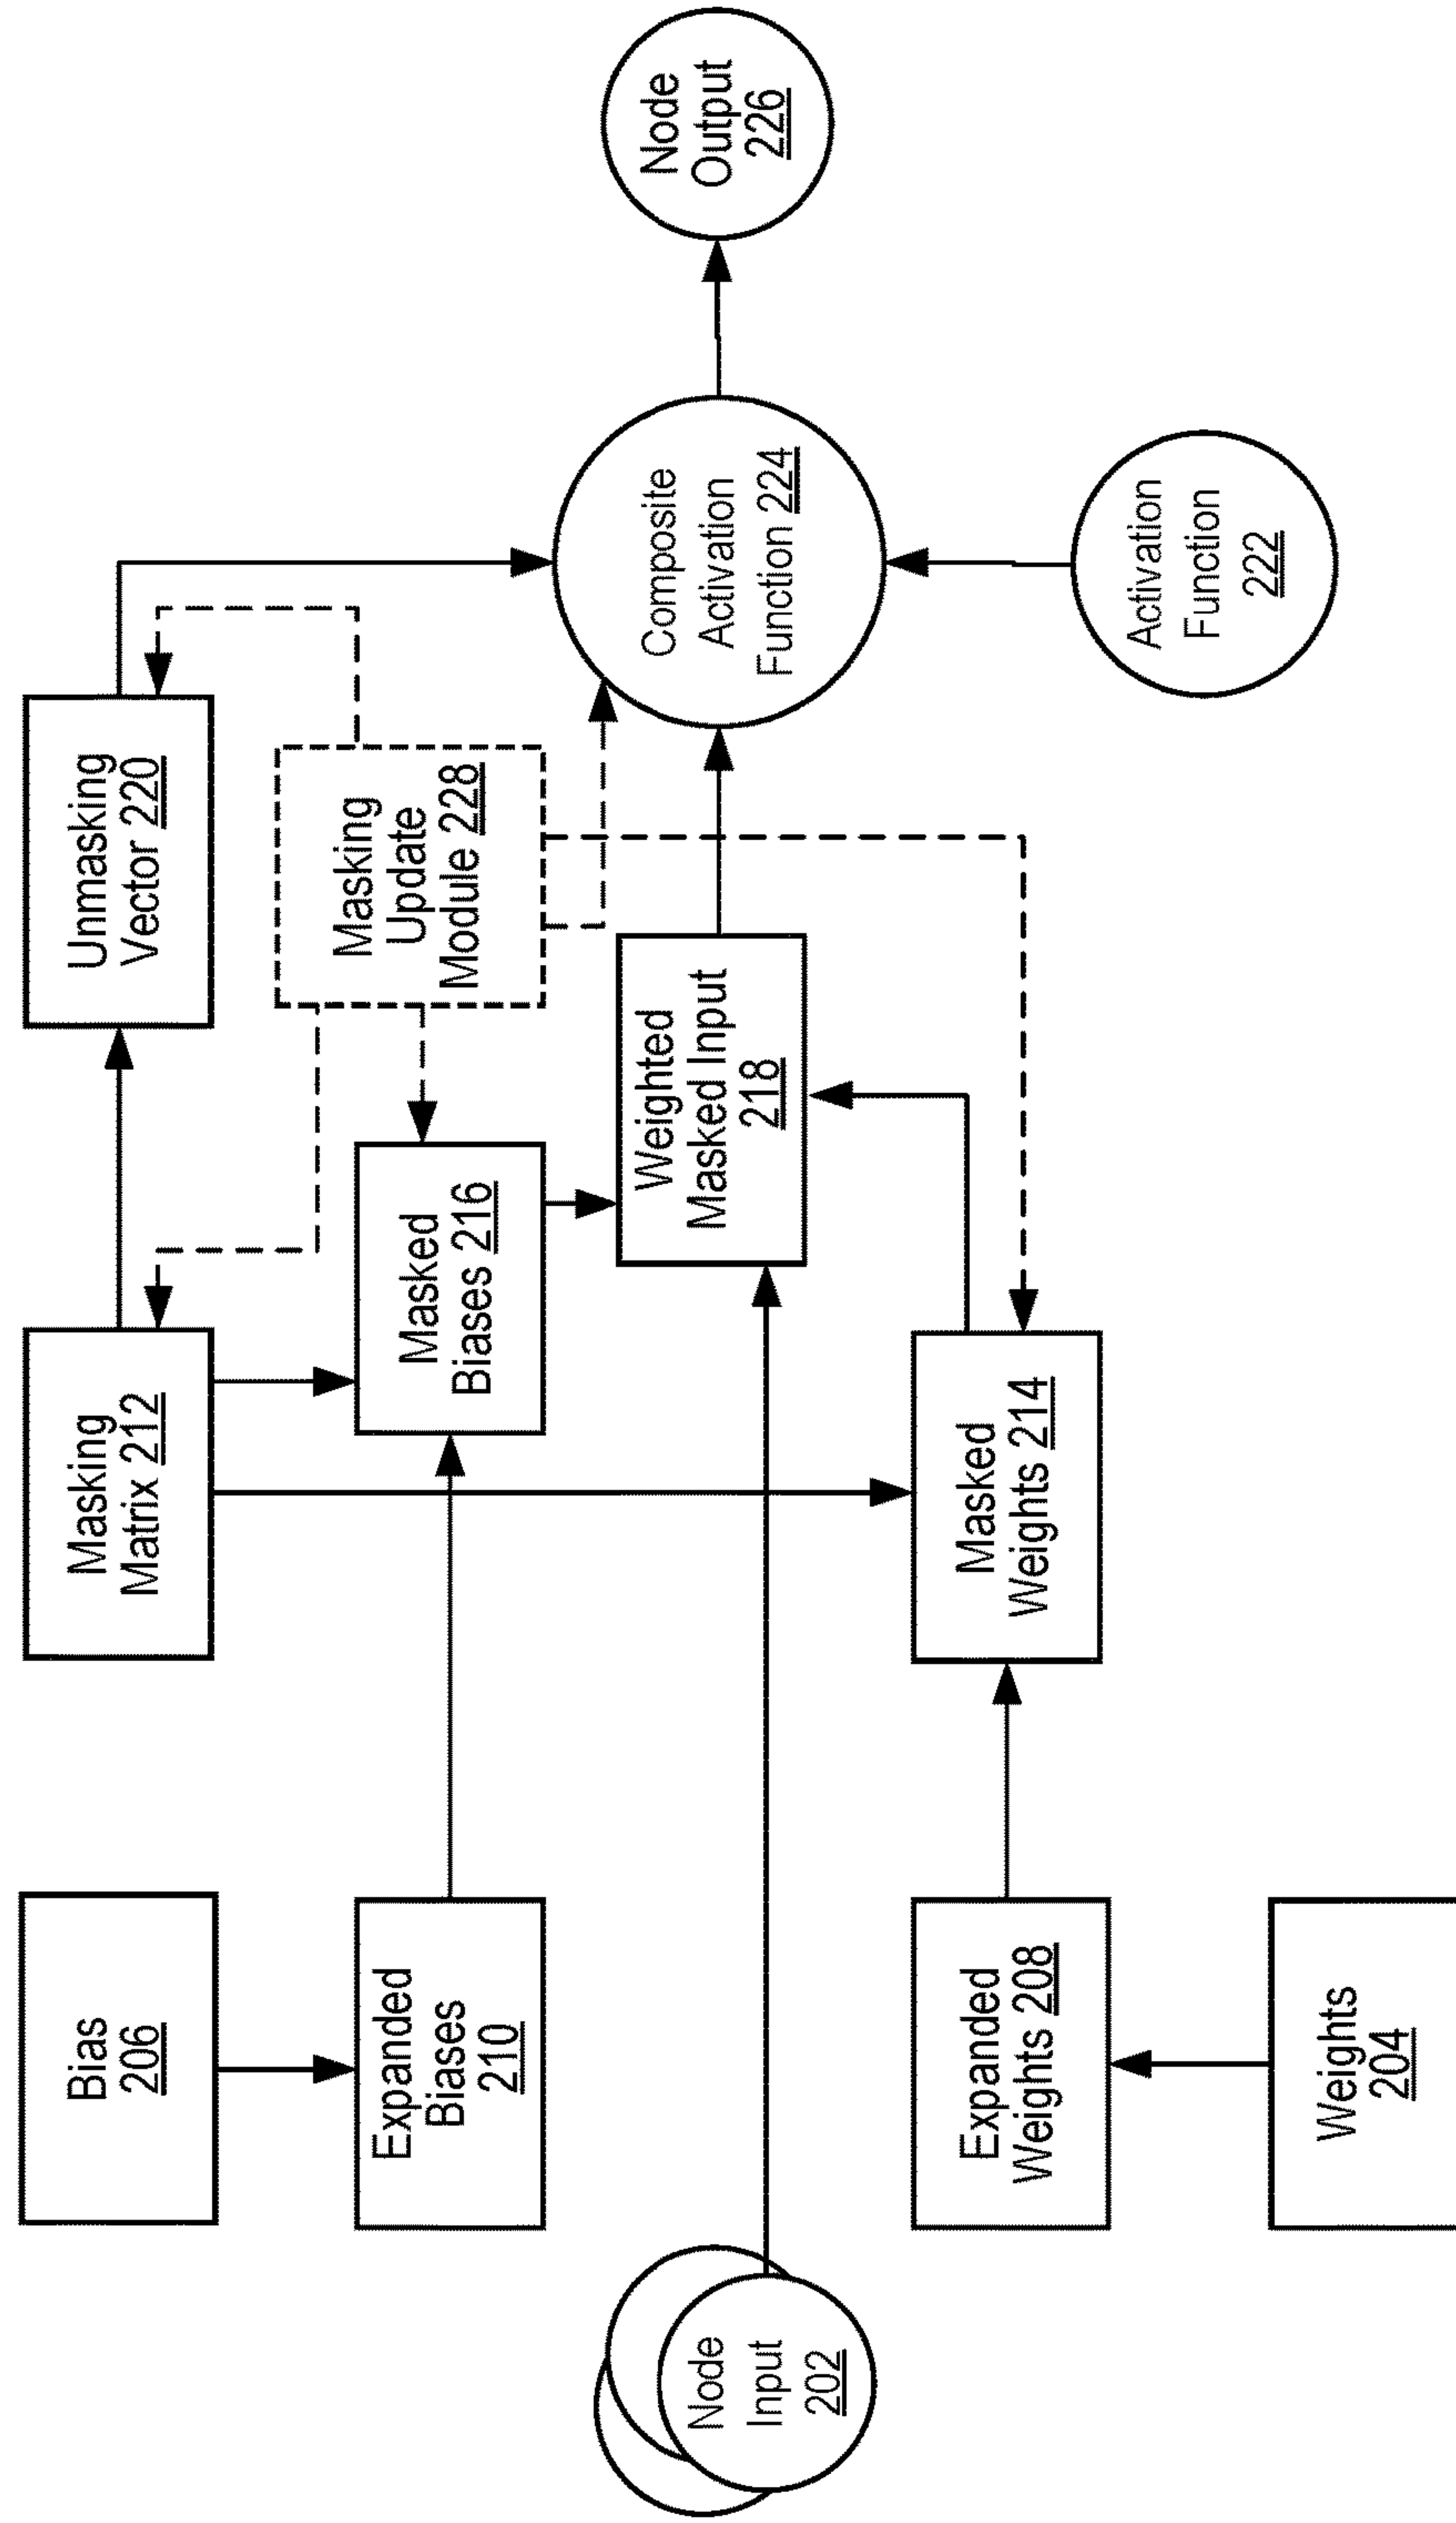 Bias
206
Expanded
Biases
210
Node
Input
202
Expanded
Weights 208
Weights
204
Masking
Matrix 212
Masked
Biases 216
Masked
Weights 214
Unmasking
Vector 220
Masking
Update
Module 228
Weighted
Masked Input
218
Composite
Activation
Function 224
Activation
Function
222
Node
Output
226